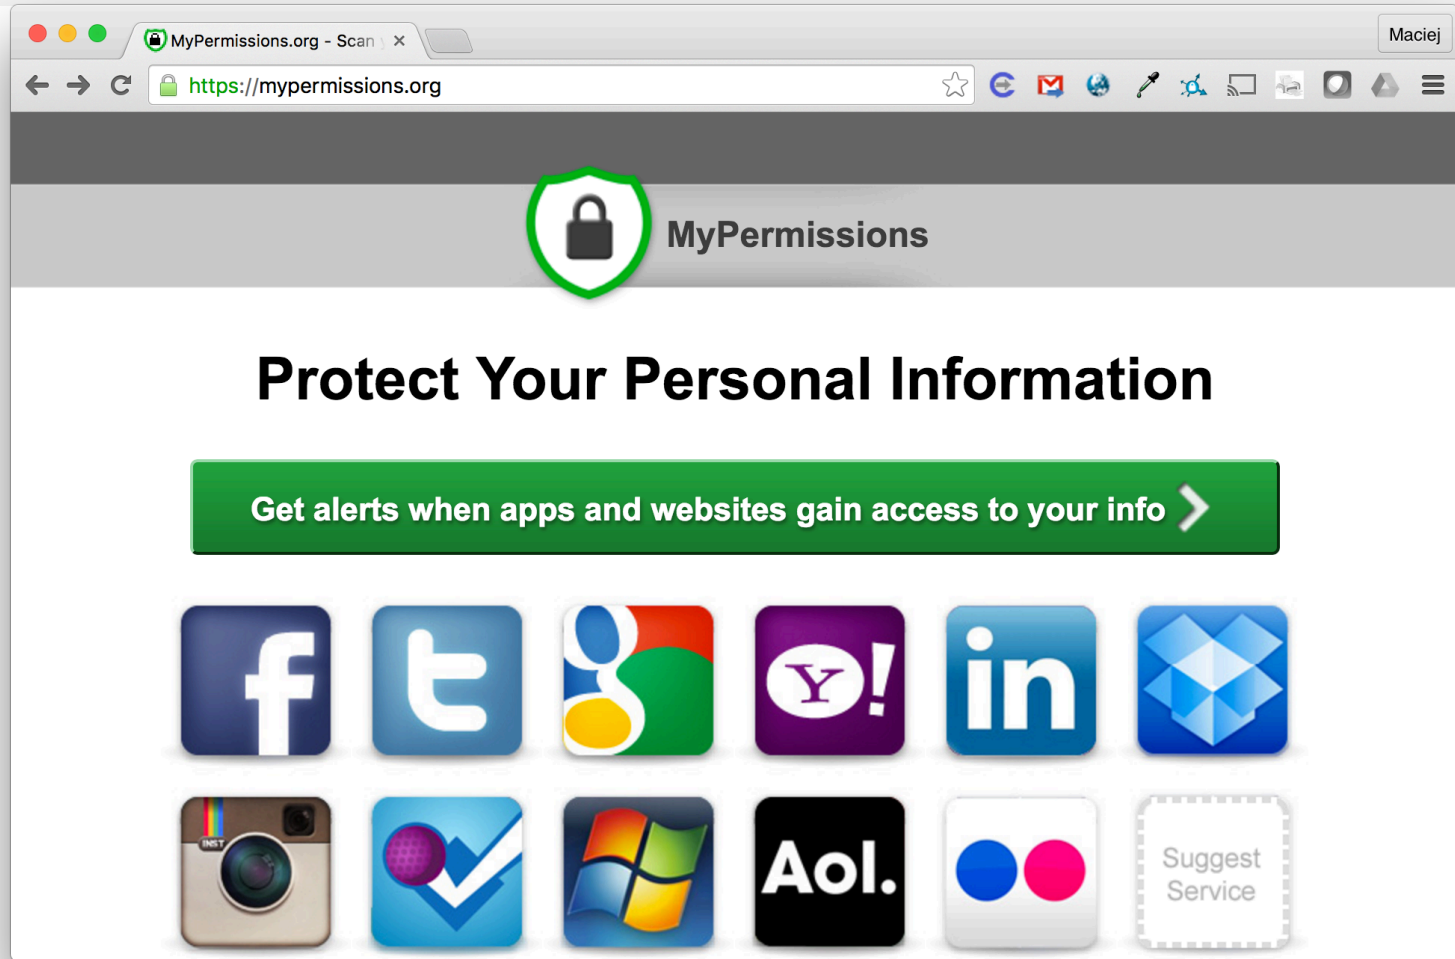 MyPermissions.org - Scan y
Maciej
https://mypermissions.org
MyPermissions
Protect Your Personal Information
Get alerts when apps and websites gain access to your info
f
t
g
Y!
in
INST
Aol.
Suggest
Service